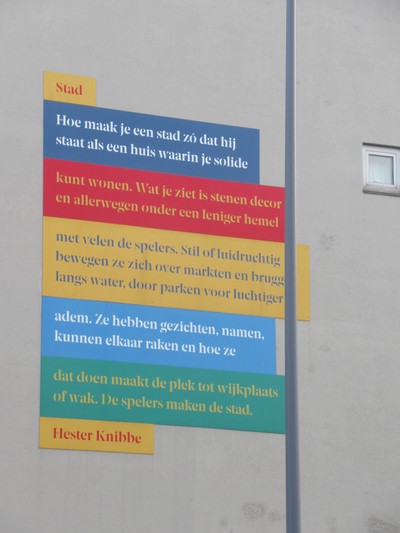 Stad
Hoe maak je een stad zó dat hij
staat als een huis waarin je solide
kunt wonen. Wat je ziet is stenen decor
en allerwegen onder een leniger hemel
met velen de spelers. Stil of luidruchtig
bewegen ze zich over markten en brugg
langs water, door parken voor luchtiger
adem. Ze hebben gezichten, namen,
kunnen elkaar raken en hoe ze
dat doen maakt de plek tot wijkplaats
of wak. De spelers maken de stad.
Hester Knibbe